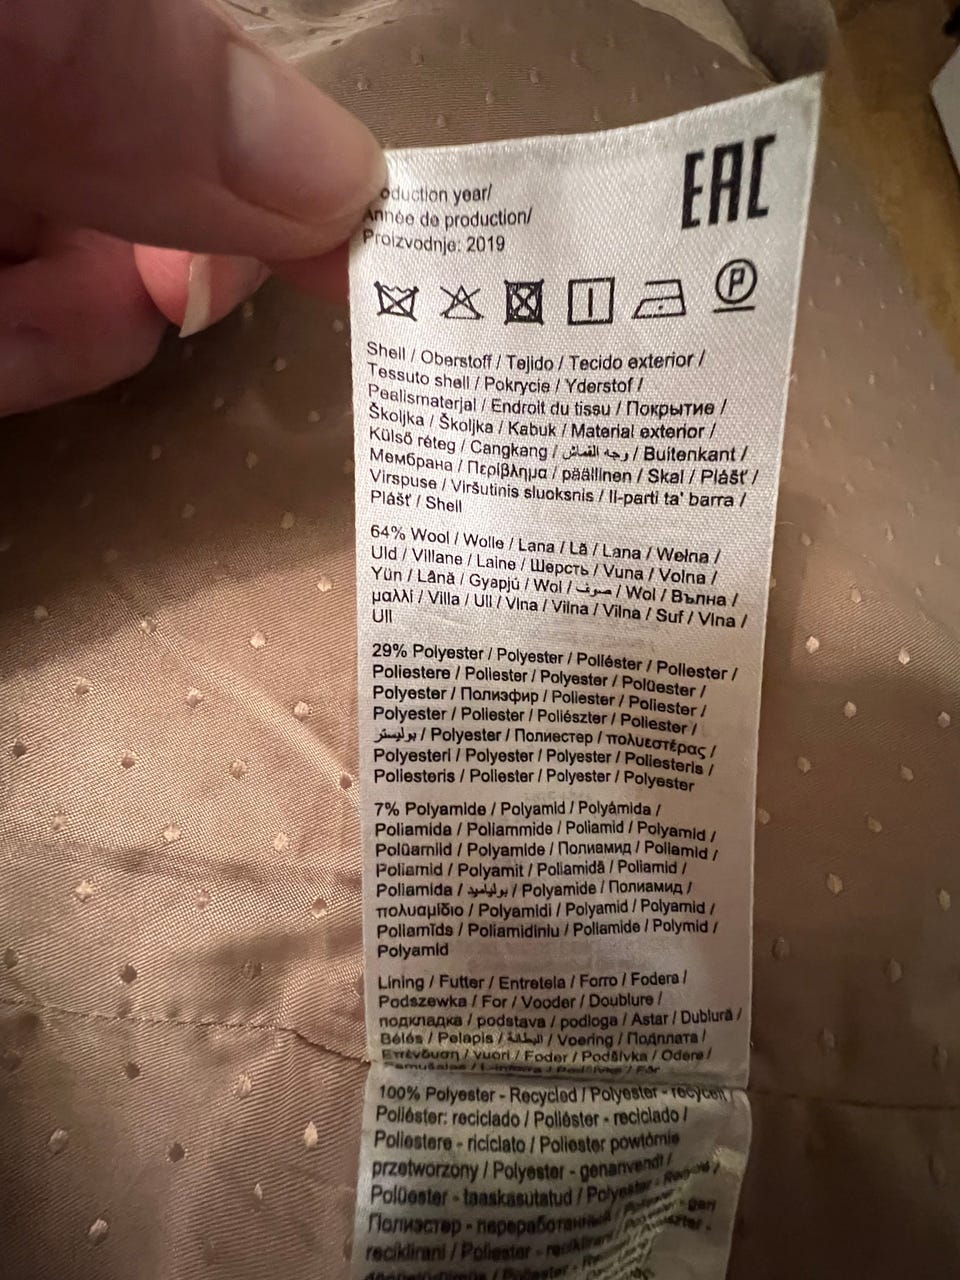 EAC
oduction year/
Année de production/
Proizvodnje: 2019
P
Shell / Oberstoff / Tejido / Tecido exterior /
Tessuto shell / Pokrycie / Yderstof /
Pealismaterjal / Endroit du tissu / Покрытие /
Školjka / Školjka / Kabuk / Material exterior /
Külső réteg / Cangkang / وجه القماش / Buitenkant /
Мембрана / Περίβλημα / päällinen / Skal / Plášť /
Virspuse / Viršutinis sluoksnis / Il-parti ta' barra /
Plášť / Shell
64% Wool / Wolle / Lana / Lã / Lana / Wełna /
Uld / Villane / Laine / Шерсть / Vuna / Volna /
Yün / Lână / Gyapjú / Wol / صوف / Wol / Вълна /
μαλλί / Villa / Ull / Vlna / Vilna / Vilna / Suf / Vlna /
Ull
29% Polyester / Polyester / Poliéster / Poliester /
Poliestere / Poliester / Polyester / Polüester /
Polyester / Полиэфир / Poliester / Poliester /
Polyester / Poliester / Poliészter / Poliester /
بوليستر / Polyester / Полиестер / πολυεστέρας /
Polyesteri / Polyester / Polyester / Poliesteris /
Poliesteris / Poliester / Polyester / Polyester
7% Polyamide / Polyamid / Polyámida /
Poliamida / Poliammide / Poliamid / Polyamid /
Polüamiid / Polyamide / Полиамид / Poliamid /
Poliamid / Polyamit / Poliamidă / Poliamid /
Poliamida / بولياميد / Polyamide / Полиамид /
πολυαμίδιο / Polyamidi / Polyamid / Polyamid /
Poliamīds / Poliamidiniu / Poliamide / Polymid /
Polyamid
Lining / Futter / Entretela / Forro / Fodera /
Podszewka / For / Vooder / Doublure /
подкладка / podstava / podloga / Astar / Dublură /
Bélés / Pelapis / البطانة / Voering / Подплата /
Επένδυση / vuori / Foder / Podšívka / Odere /
100% Polyester - Recycled / Polyester - recycelt /
Poliéster: reciclado / Poliéster - reciclado /
Poliestere - riciclato / Poliester powtórnie
przetworzony / Polyester - genanvendt /
Polüester - taaskasutatud / Polyester -
Полиэстер - переработанный /
reciklirani / Poliester - reciklirani /